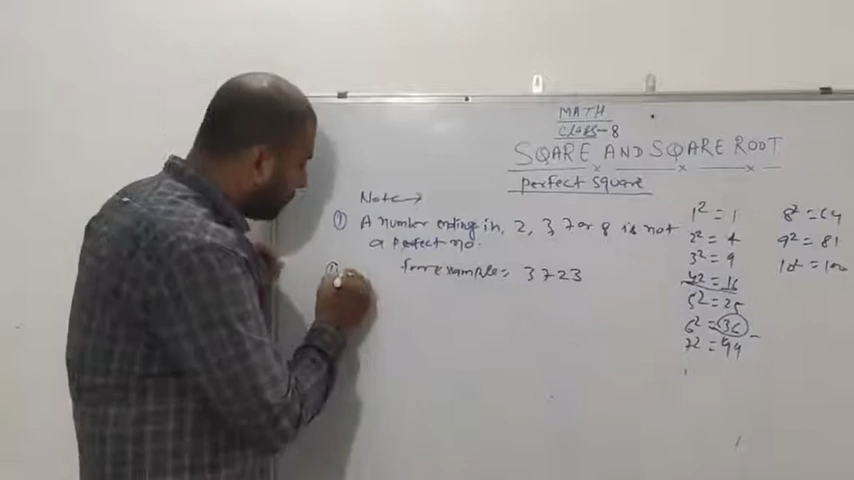 MATH
Class-8
SQARE AND SQARE ROOT
perfect square
Note →
① A number ending in, 2, 3, 7 or 8 is not
a perfect no.
for example = 3723
1² = 1
2² = 4
3² = 9
4² = 16
5² = 25
6² = 36
7² = 49
8² = 64
9² = 81
10² = 100